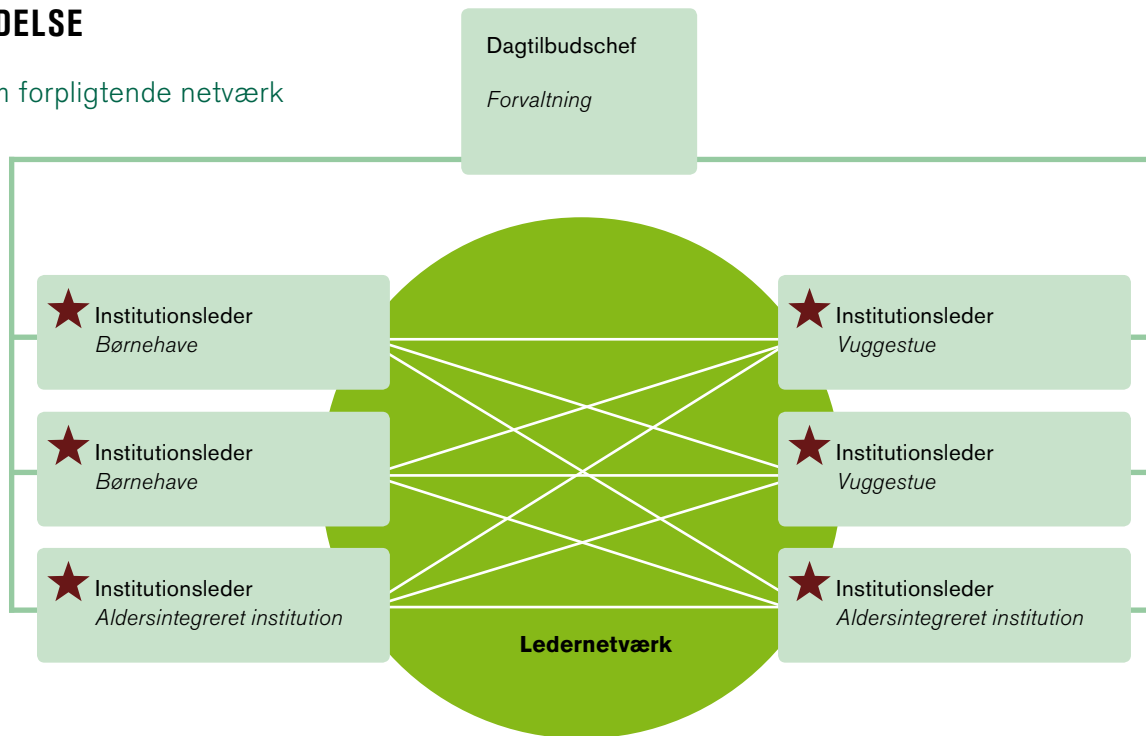 DELSE
forpligtende netværk
Dagtilbudschef
Forvaltning
Institutionsleder
Børnehave
Institutionsleder
Vuggestue
Institutionsleder
Børnehave
Institutionsleder
Vuggestue
Institutionsleder
Aldersintegreret institution
Institutionsleder
Aldersintegreret institution
Ledernetværk